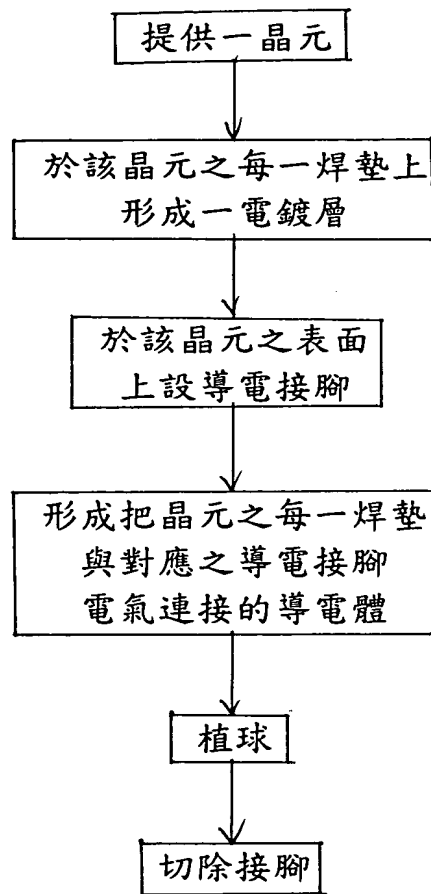 提供一晶元
於該晶元之每一焊墊上
形成一電鍍層
於該晶元之表面
上設導電接腳
形成把晶元之每一焊墊
與對應之導電接腳
電氣連接的導電體
植球
切除接腳